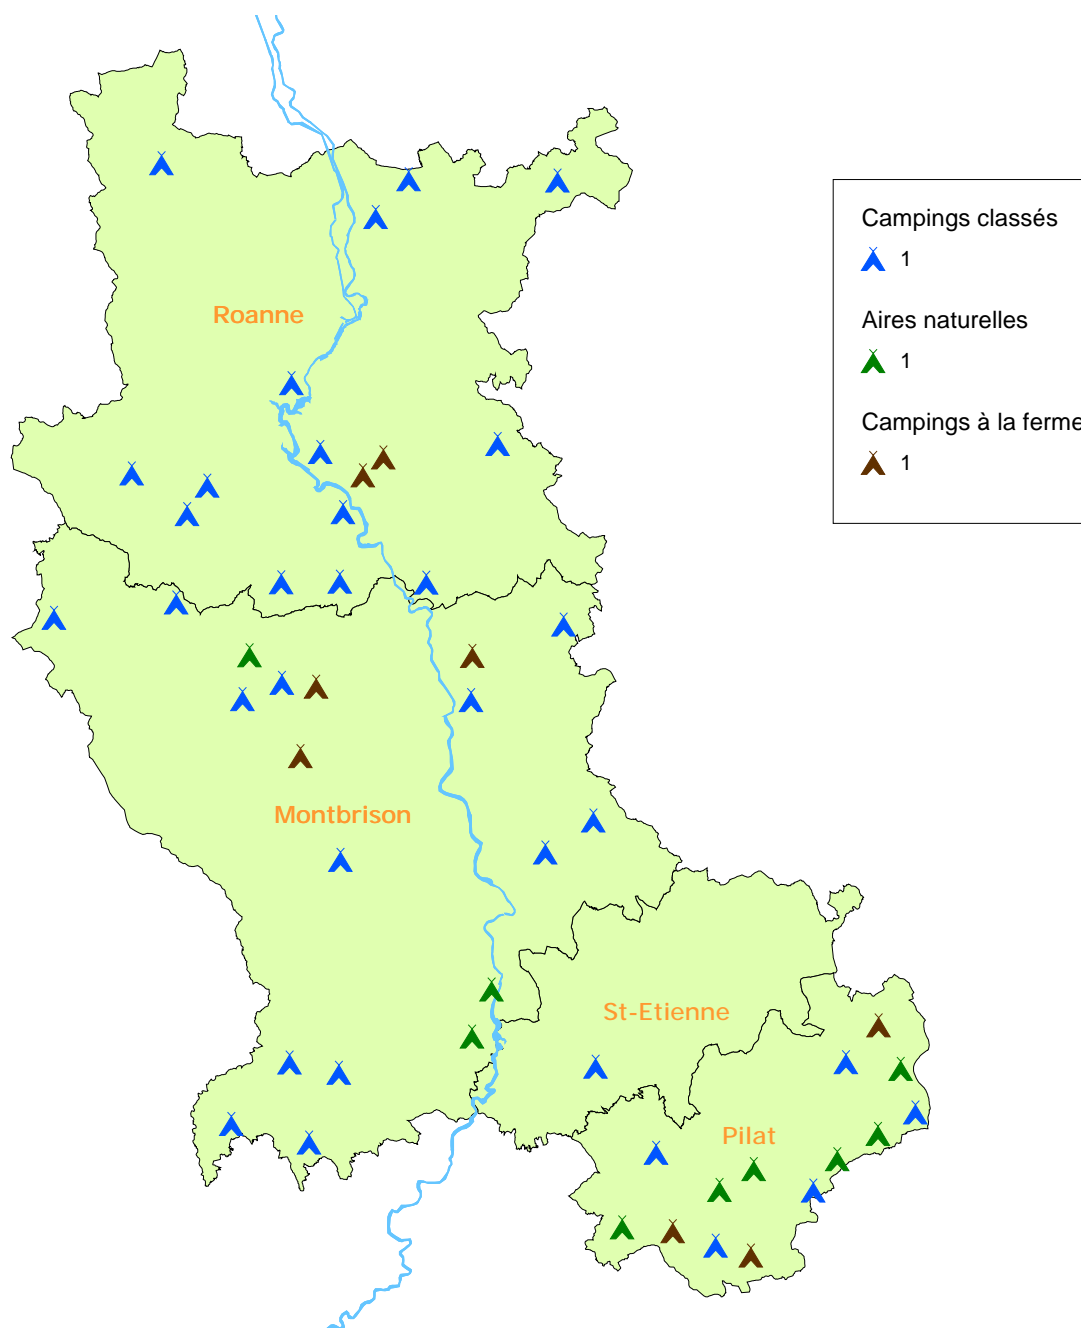 Campings classés
1
Aires naturelles
1
Campings à la ferme
1
Roanne
Montbrison
St-Etienne
Pilat